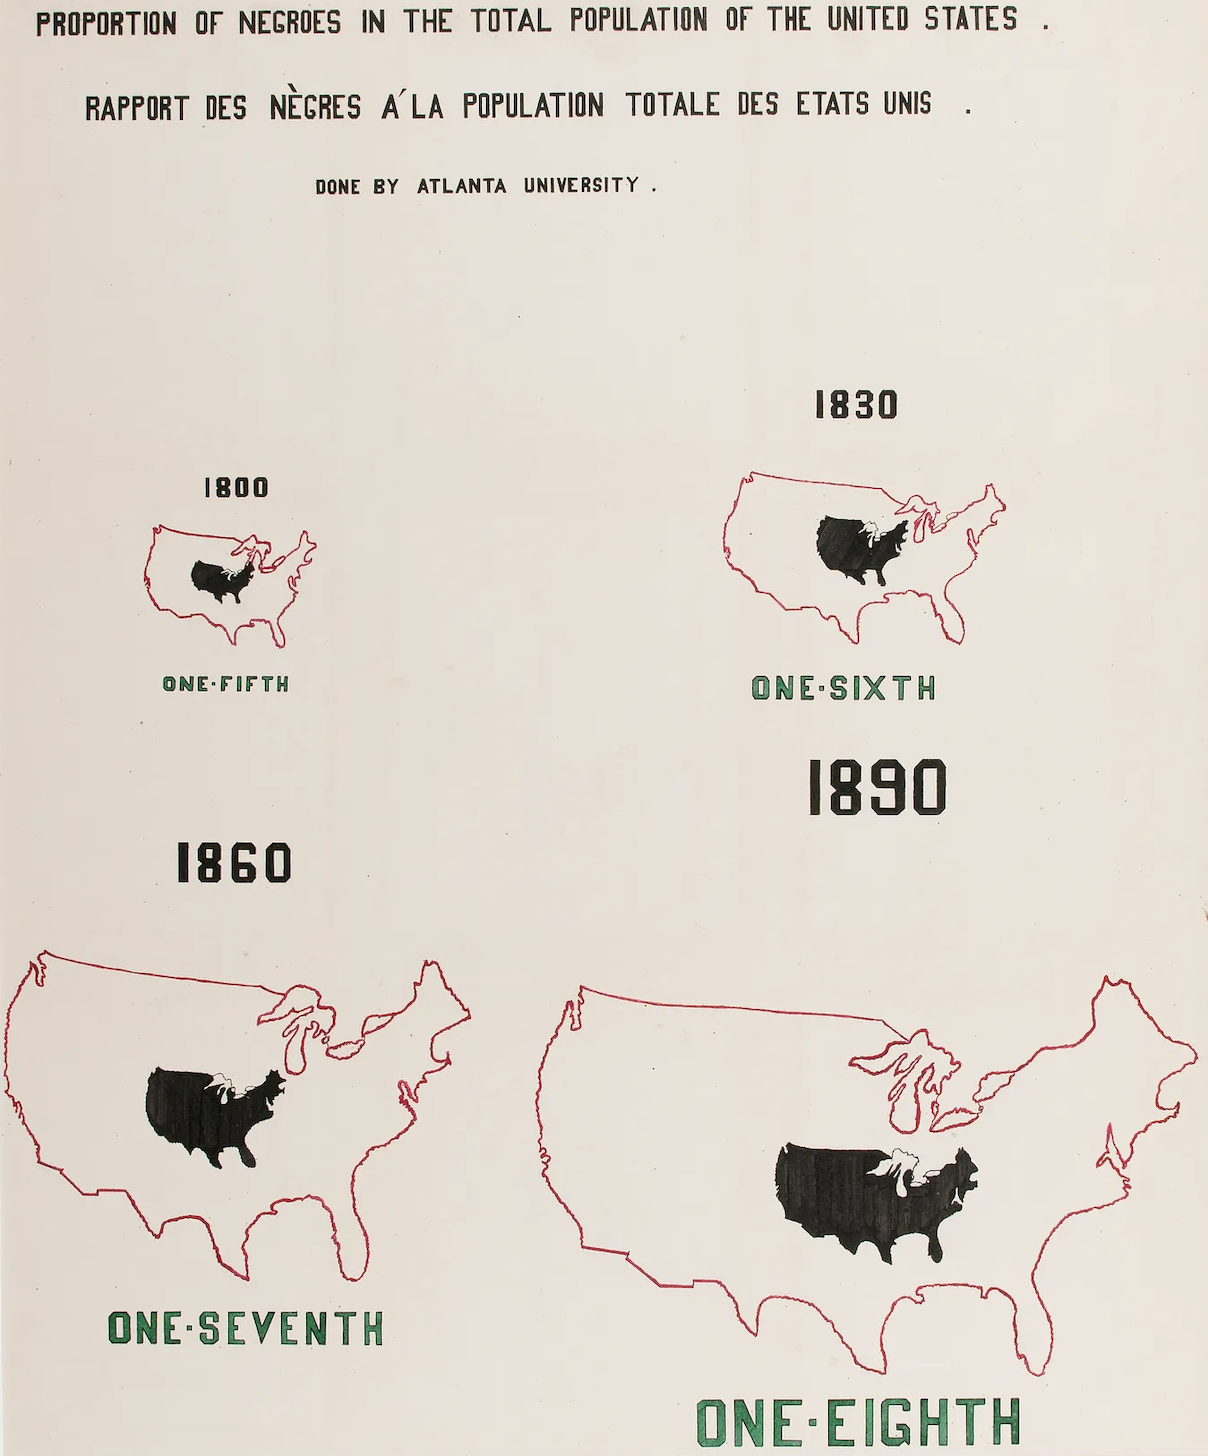 PROPORTION OF NEGROES IN THE TOTAL POPULATION OF THE UNITED STATES .
RAPPORT DES NÈGRES A´LA POPULATION TOTALE DES ETATS UNIS .
DONE BY ATLANTA UNIVERSITY .
1800
ONE·FIFTH
1830
ONE·SIXTH
1860
ONE·SEVENTH
1890
ONE·EIGHTH